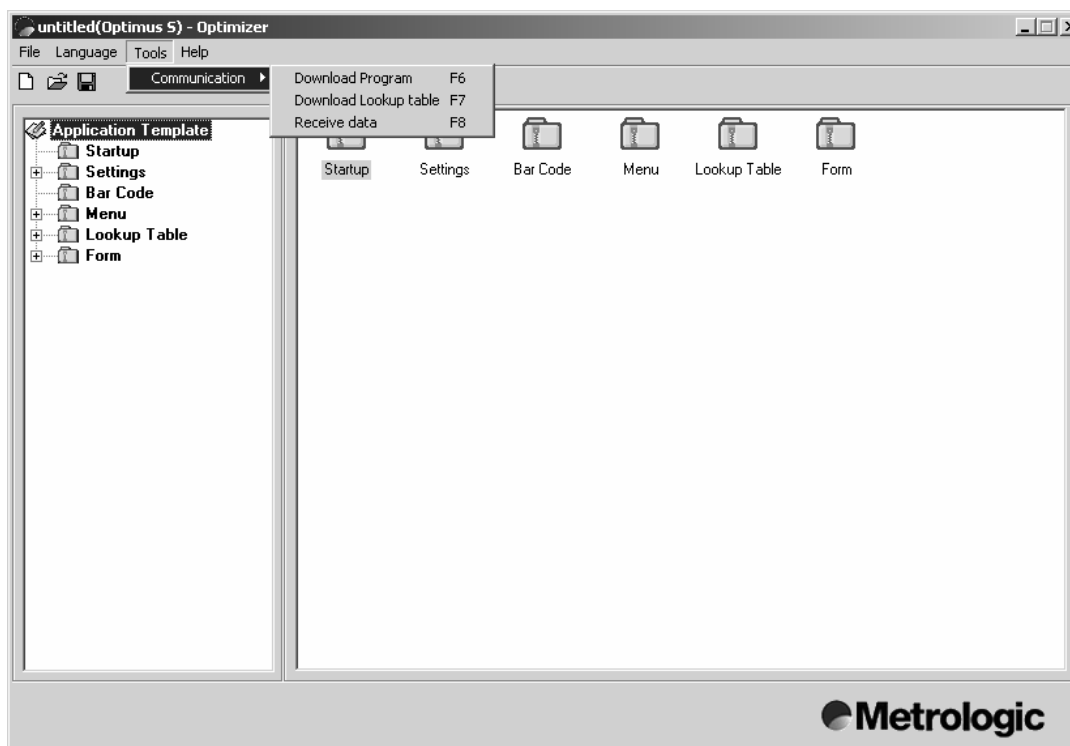 untitled(Optimus S) - Optimizer
File Language Tools Help
Communication
Download Program F6
Download Lookup table F7
Receive data F8
Application Template
Startup
Settings
Bar Code
Menu
Lookup Table
Form
Startup Settings Bar Code Menu Lookup Table Form
Metrologic